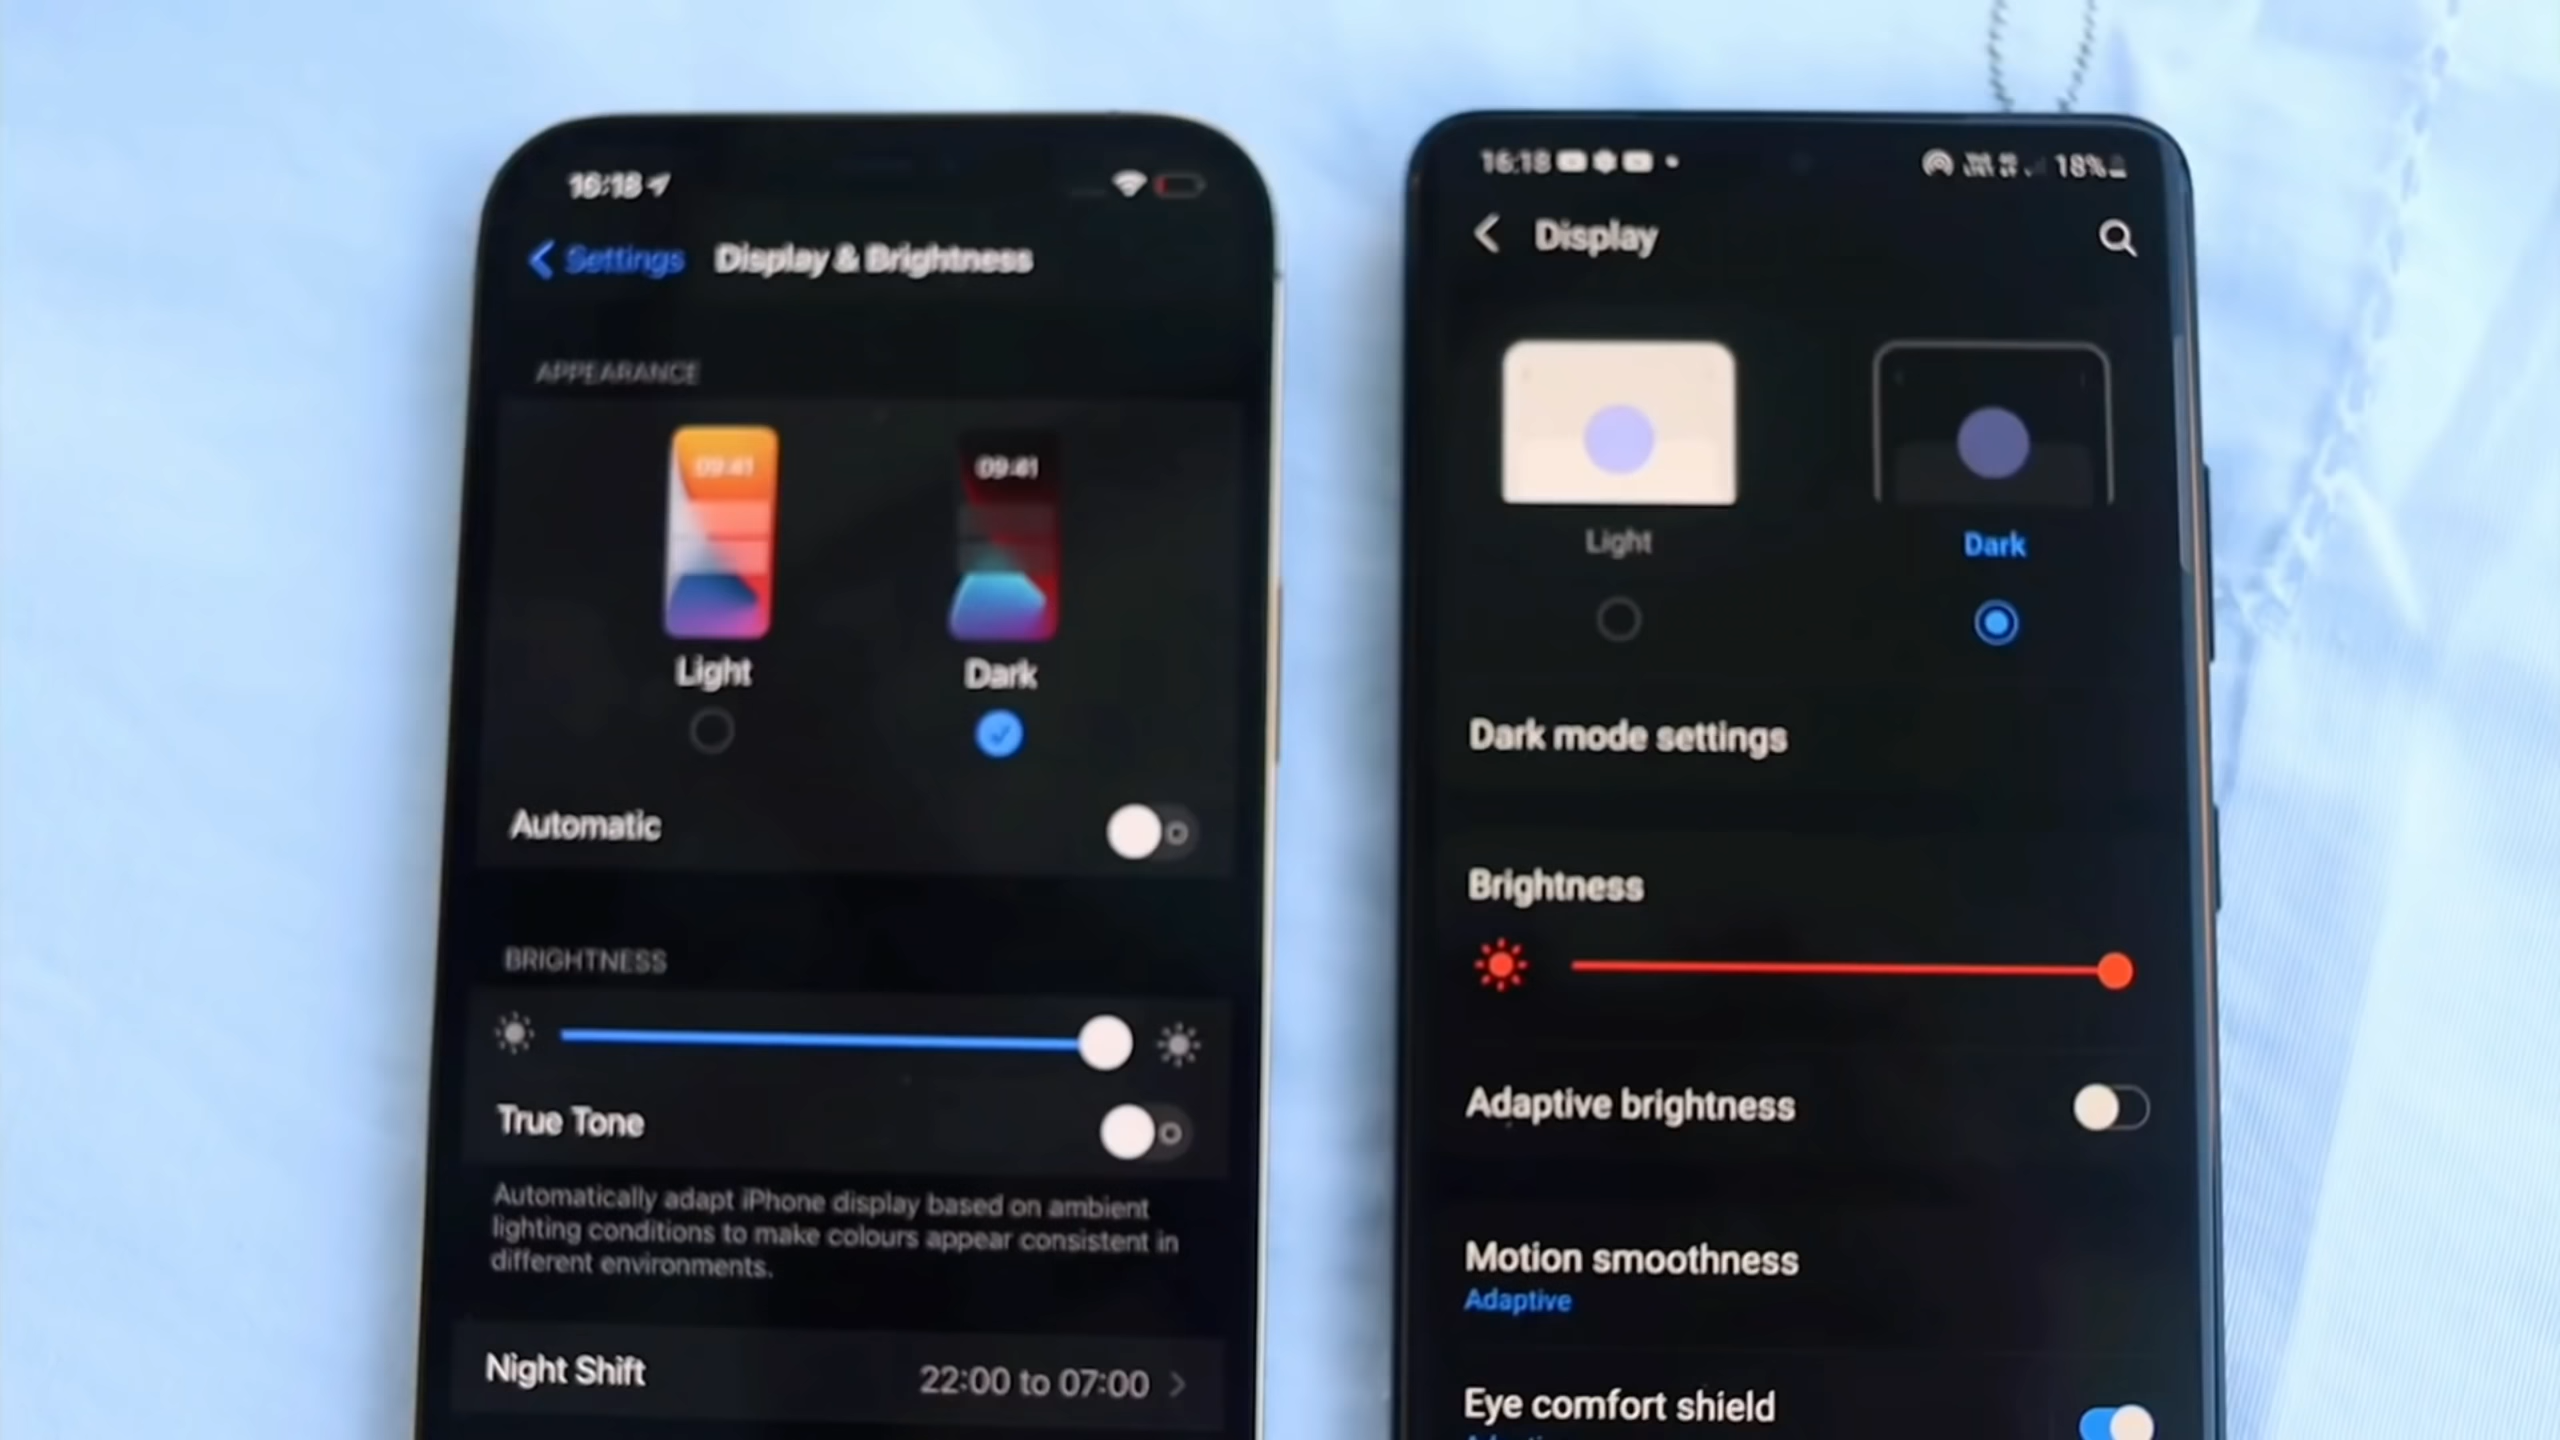 16:18
Settings
Display & Brightness
APPEARANCE
09:41
09:41
Light
Dark
Automatic
BRIGHTNESS
True Tone
Automatically adapt iPhone display based on ambient
lighting conditions to make colours appear consistent in
different environments.
Night Shift
22:00 to 07:00
16:18
18%
Display
Light
Dark
Dark mode settings
Brightness
Adaptive brightness
Motion smoothness
Adaptive
Eye comfort shield